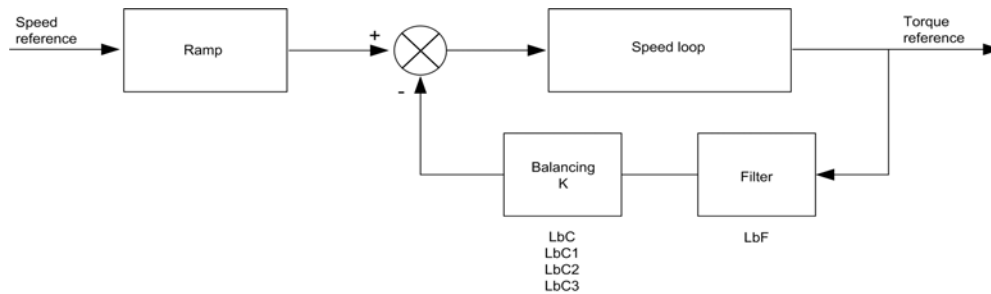 Speed
reference
Ramp
+
-
Speed loop
Torque
reference
Balancing
K
Filter
LbC
LbC1
LbC2
LbC3
LbF